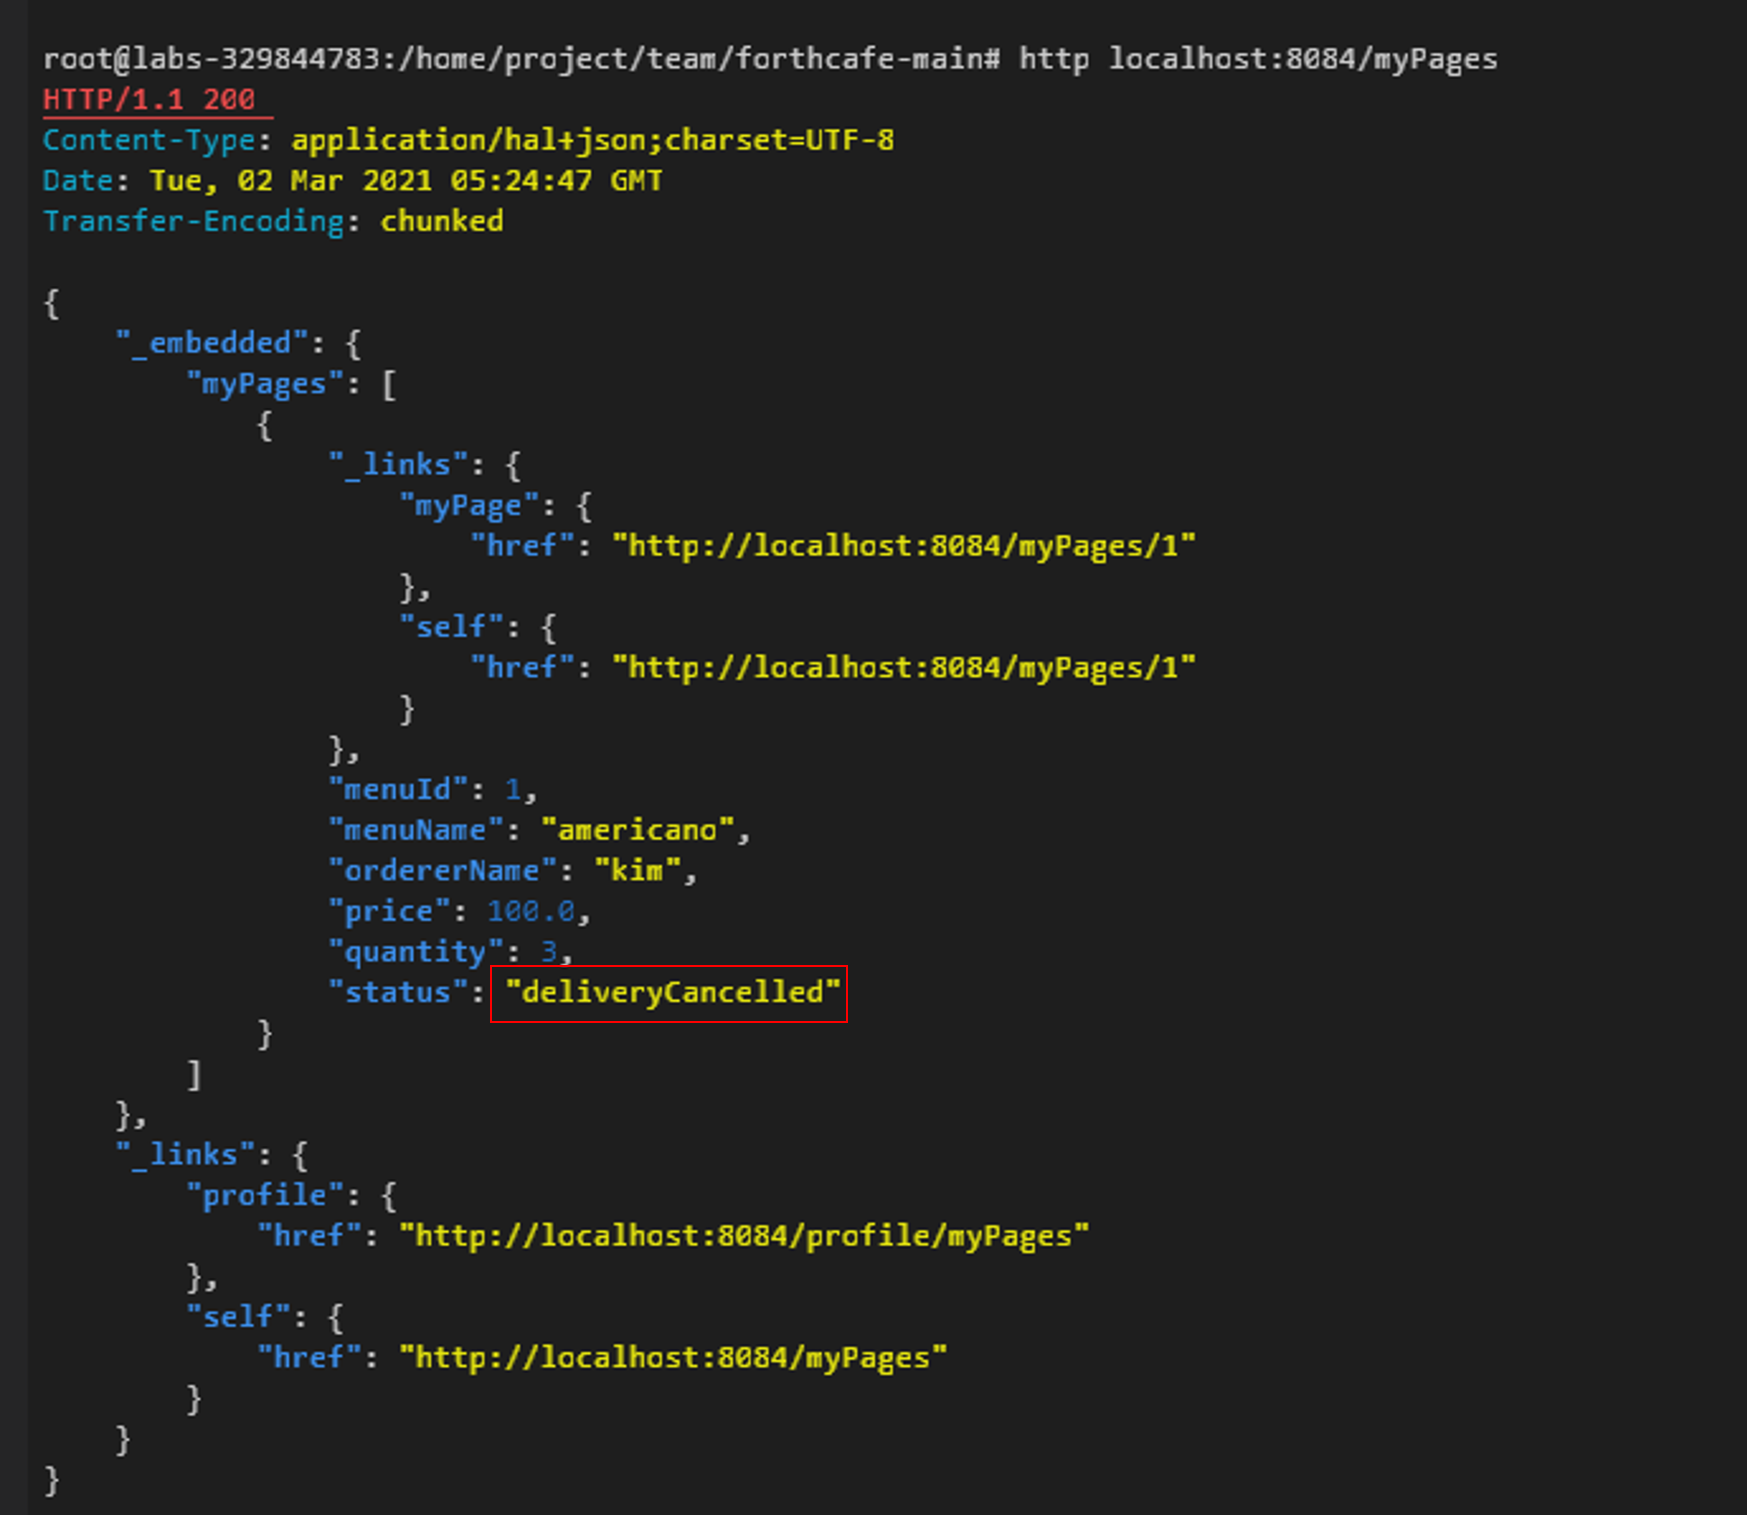 root@labs-329844783:/home/project/team/forthcafe-main# http localhost:8084/myPages
HTTP/1.1 200
Content-Type: application/hal+json;charset=UTF-8
Date: Tue, 02 Mar 2021 05:24:47 GMT
Transfer-Encoding: chunked
{
    "_embedded": {
        "myPages": [
            {
                "_links": {
                    "myPage": {
                        "href": "http://localhost:8084/myPages/1"
                    },
                    "self": {
                        "href": "http://localhost:8084/myPages/1"
                    }
                },
                "menuId": 1,
                "menuName": "americano",
                "ordererName": "kim",
                "price": 100.0,
                "quantity": 3,
                "status": "deliveryCancelled"
            }
        ]
    },
    "_links": {
        "profile": {
            "href": "http://localhost:8084/profile/myPages"
        },
        "self": {
            "href": "http://localhost:8084/myPages"
        }
    }
}